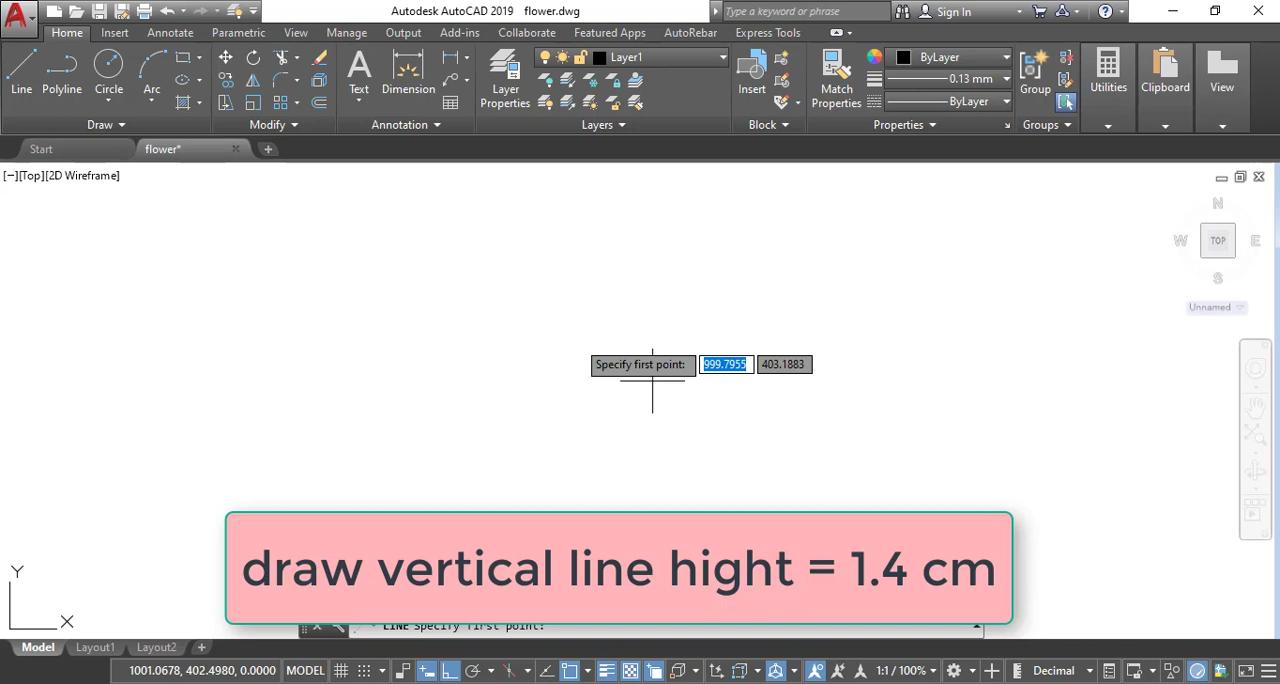 Autodesk AutoCAD 2019 flower.dwg
Type a keyword or phrase
Sign In
Home Insert Annotate Parametric View Manage Output Add-ins Collaborate Featured Apps AutoRebar Express Tools
Line Polyline Circle Arc
Draw
Modify
Text Dimension
Annotation
Layer Properties
Layer1
Layers
Insert
Block
Match Properties
ByLayer
0.13 mm
ByLayer
Properties
Group
Groups
Utilities
Clipboard
View
Start
flower*
[−][Top][2D Wireframe]
N
W TOP E
S
Unnamed
Specify first point: 999.7955 403.1883
draw vertical line hight = 1.4 cm
LINE Specify first point:
Y
X
Model Layout1 Layout2
1001.0678, 402.4980, 0.0000 MODEL
1:1 / 100%
Decimal